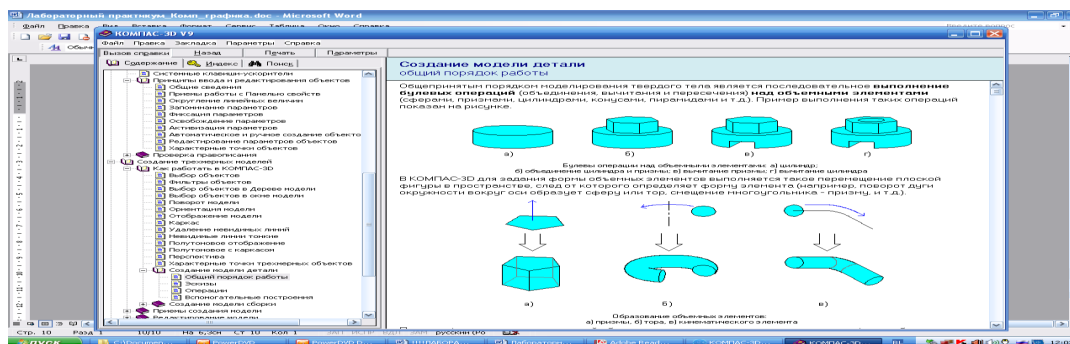 Лабораторный практикум_Комп_графика.doc - Microsoft Word
КОМПАС-3D V9
Файл Правка Закладка Параметры Справка
Вызов справки Назад Печать Параметры
Содержание Индекс Поиск
Системные клавиши-ускорители
Принципы ввода и редактирования объектов
Общие сведения
Приемы работы с Панелью свойств
Округление линейных величин
Запоминание параметров
Фиксация параметров
Освобождение параметров
Активизация параметров
Автоматическое и ручное создание объекто
Редактирование параметров объектов
Характерные точки объектов
Проверка правописания
Создание трехмерных моделей
Как работать в КОМПАС-3D
Выбор объектов
Фильтры объектов
Выбор объектов в Дереве модели
Выбор объектов в окне модели
Поворот модели
Ориентация модели
Отображение модели
Каркас
Удаление невидимых линий
Невидимые линии тонкие
Полутоновое отображение
Полутоновое с каркасом
Перспектива
Характерные точки трехмерных объектов
Создание модели детали
Общий порядок работы
Эскизы
Операции
Вспомогательные построения
Создание модели сборки
Приемы создания модели
Редактирование модели
Создание модели детали
общий порядок работы
Общепринятым порядком моделирования твердого тела является последовательное выполнение
булевых операций (объединения, вычитания и пересечения) над объемными элементами
(сферами, призмами, цилиндрами, конусами, пирамидами и т.д.). Пример выполнения таких операций
показан на рисунке.
а) б) в) г)
Булевы операции над объемными элементами: а) цилиндр;
б) объединение цилиндра и призмы; в) вычитание призмы; г) вычитание цилиндра
В КОМПАС-3D для задания формы объемных элементов выполняется такое перемещение плоской
фигуры в пространстве, след от которого определяет форму элемента (например, поворот дуги
окружности вокруг оси образует сферу или тор, смещение многоугольника - призму, и т.д.).
а) б) в)
Образование объемных элементов:
а) призмы, б) тора, в) кинематического элемента
Стр. 10 Разд 1 10/10 На 6,3см Ст 10 Кол 1 русский (Ро
пуск